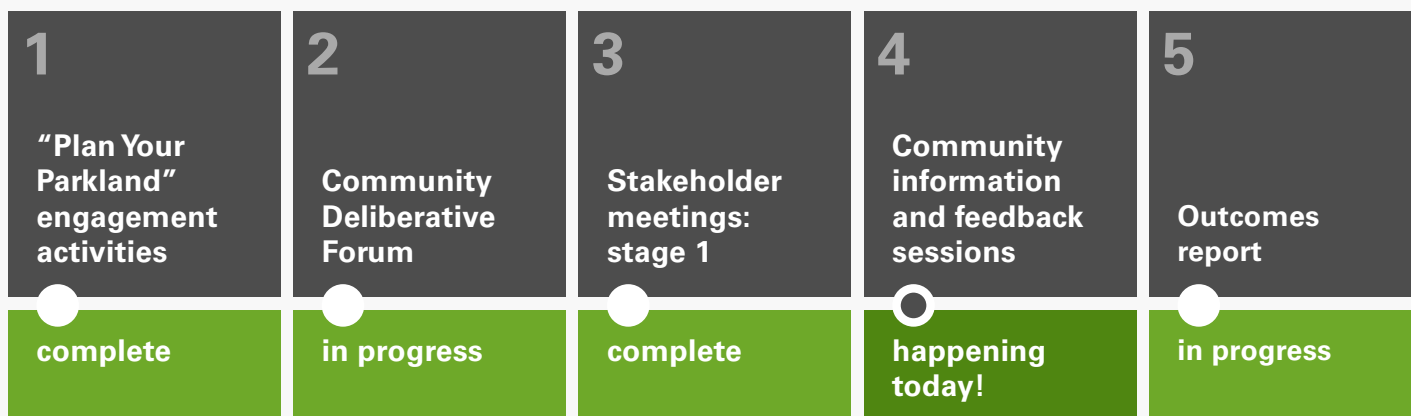 1
“Plan Your
Parkland”
engagement
activities
complete
2
Community
Deliberative
Forum
in progress
3
Stakeholder
meetings:
stage 1
complete
4
Community
information
and feedback
sessions
happening
today!
5
Outcomes
report
in progress